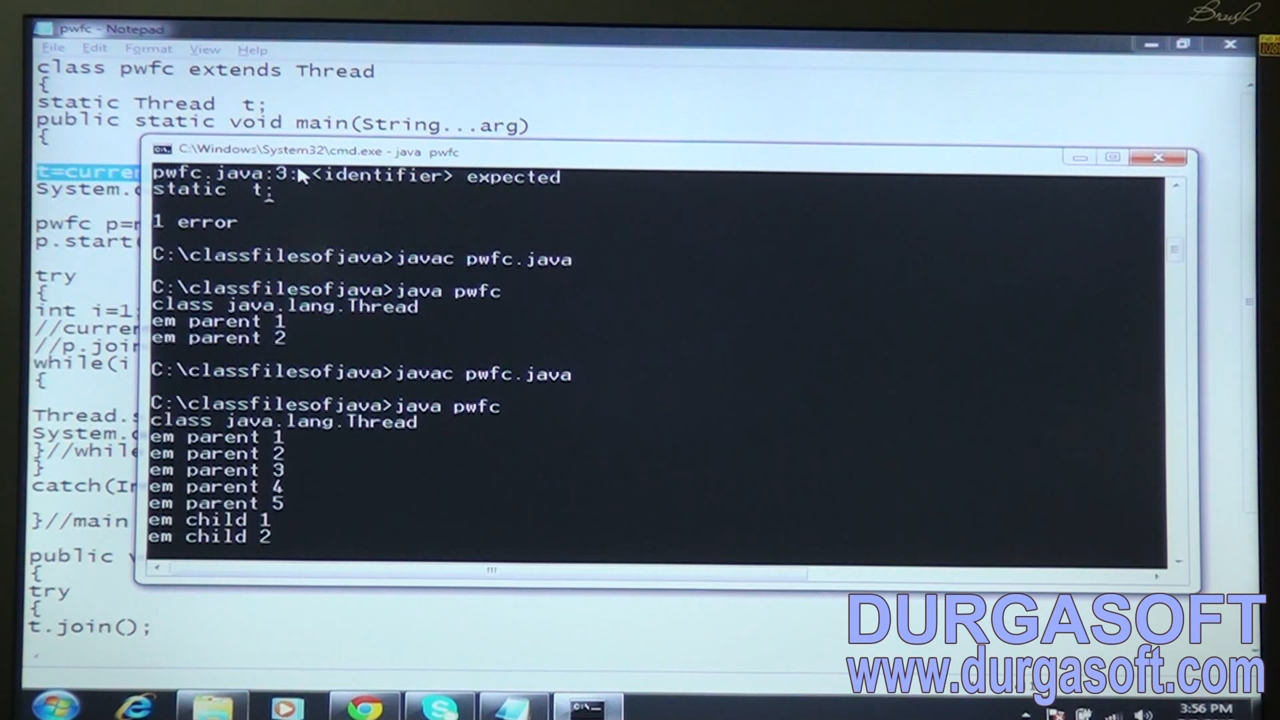 Brush
pwfc - Notepad
File Edit Format View Help
class pwfc extends Thread
{
static Thread t;
public static void main(String...arg)
{
t=curre
System.
pwfc p=
p.start(
try
{
int i=1;
//curre
//p.join
while(i
{
Thread.s
System.
}//while
}
catch(I
}//main
public
{
try
{
t.join();
C:\Windows\System32\cmd.exe - java pwfc
pwfc.java:3: <identifier> expected
static t;
^
1 error
C:\classfilesofjava>javac pwfc.java
C:\classfilesofjava>java pwfc
class java.lang.Thread
em parent 1
em parent 2
C:\classfilesofjava>javac pwfc.java
C:\classfilesofjava>java pwfc
class java.lang.Thread
em parent 1
em parent 2
em parent 3
em parent 4
em parent 5
em child 1
em child 2
DURGASOFT
www.durgasoft.com
3:56 PM